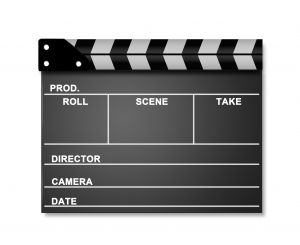 PROD.
ROLL SCENE TAKE
DIRECTOR
CAMERA
DATE